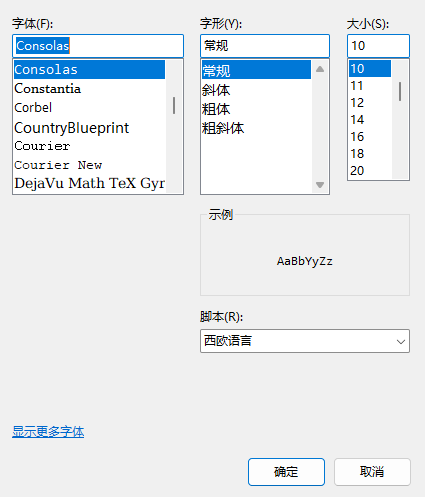 字体(F):
字形(Y):
大小(S):
Consolas
常规
10
Consolas
Constantia
Corbel
CountryBlueprint
Courier
Courier New
DejaVu Math TeX Gyr
常规
斜体
粗体
粗斜体
10
11
12
14
16
18
20
示例
AaBbYyZz
脚本(R):
西欧语言
显示更多字体
确定
取消